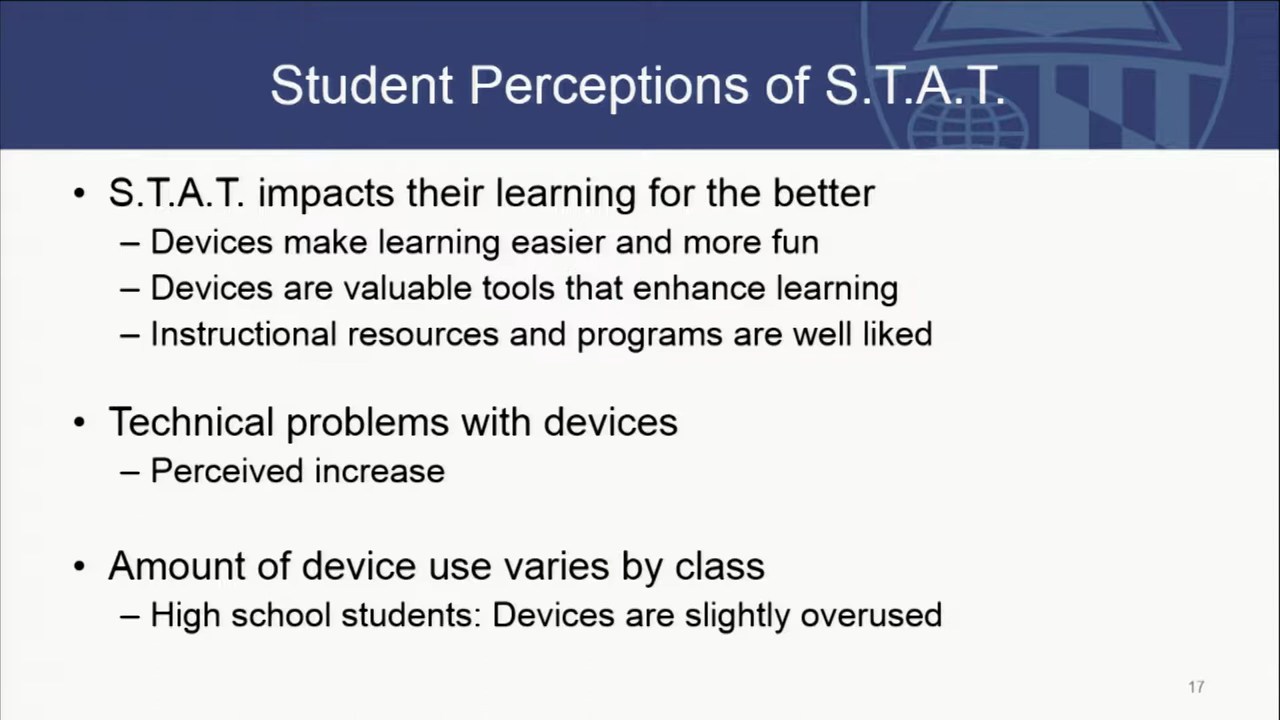 Student Perceptions of S.T.A.T.
• S.T.A.T. impacts their learning for the better
– Devices make learning easier and more fun
– Devices are valuable tools that enhance learning
– Instructional resources and programs are well liked
• Technical problems with devices
– Perceived increase
• Amount of device use varies by class
– High school students: Devices are slightly overused
17